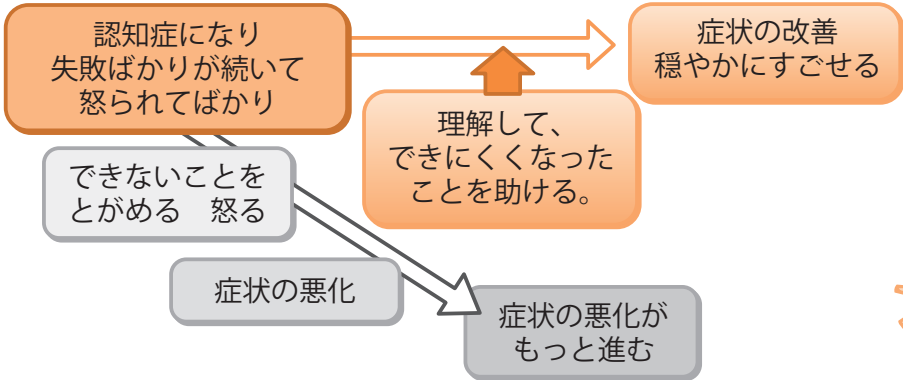 認知症になり
失敗ばかりが続いて
怒られてばかり
症状の改善
穏やかにすごせる
理解して、
できにくくなった
ことを助ける。
できないことを
とがめる　怒る
症状の悪化
症状の悪化が
もっと進む